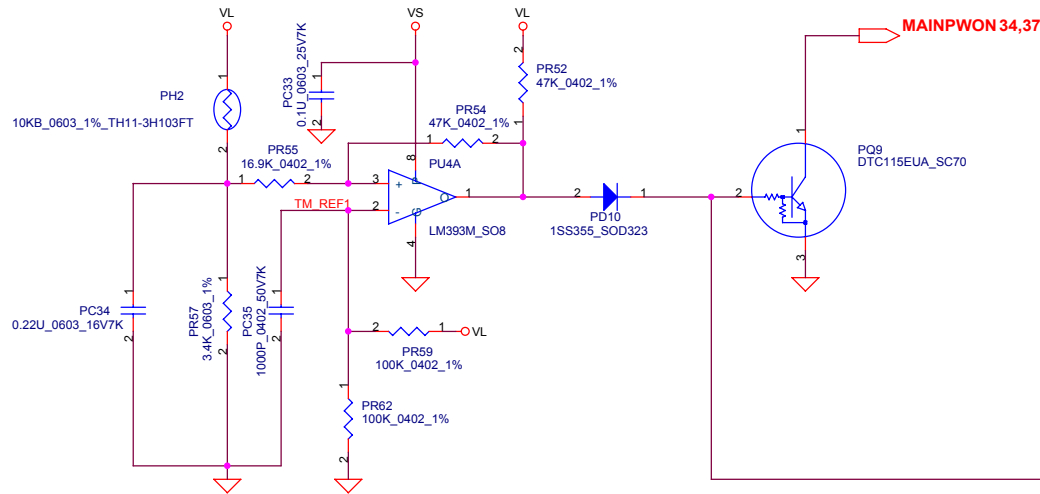 VL
VS
VL
MAINPWON 34,37
1
PH2
10KB_0603_1%_TH11-3H103FT
2
1
PC33
0.1U_0603_25V7K
2
2
PR52
47K_0402_1%
1
PR54
47K_0402_1%
1
2
PR55
16.9K_0402_1%
1
2
3
+
8
P
PU4A
O
1
TM_REF1
2
-
G
LM393M_SO8
4
2
PD10
1SS355_SOD323
1
1
PQ9
DTC115EUA_SC70
2
3
1
PC34
0.22U_0603_16V7K
2
1
PR57
3.4K_0603_1%
2
1
PC35
1000P_0402_50V7K
2
2
1
VL
PR59
100K_0402_1%
1
PR62
100K_0402_1%
2